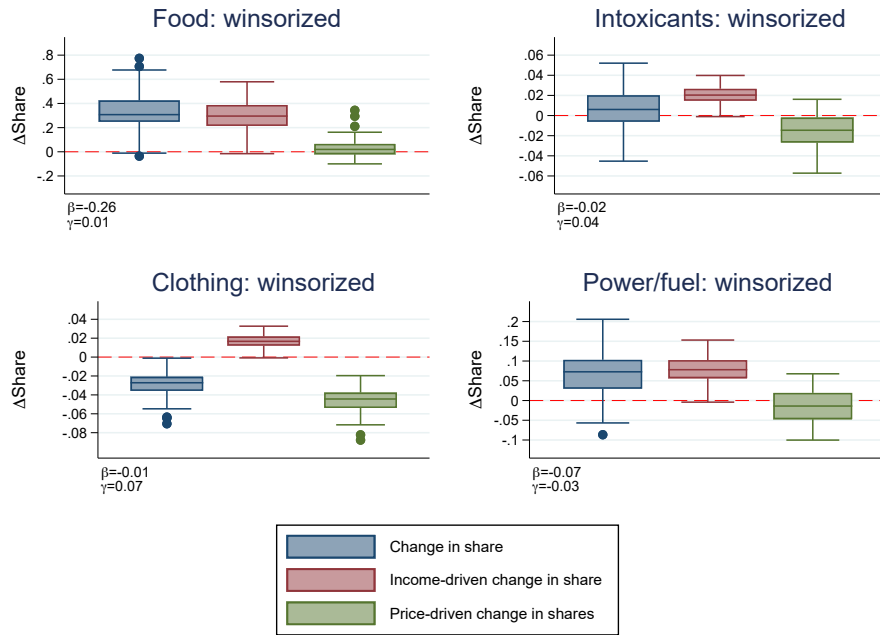 Food: winsorized
ΔShare
.8
.6
.4
.2
0
-.2
β=-0.26
γ=0.01
Intoxicants: winsorized
ΔShare
.06
.04
.02
0
-.02
-.04
-.06
β=-0.02
γ=0.04
Clothing: winsorized
ΔShare
.04
.02
0
-.02
-.04
-.06
-.08
β=-0.01
γ=0.07
Power/fuel: winsorized
ΔShare
.2
.15
.1
.05
0
-.05
-.1
β=-0.07
γ=-0.03
Change in share
Income-driven change in share
Price-driven change in shares